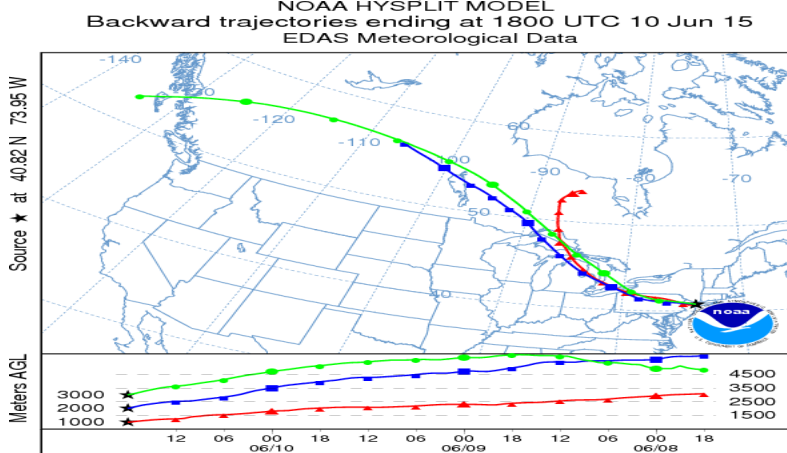 NOAA HYSPLIT MODEL
Backward trajectories ending at 1800 UTC 10 Jun 15
EDAS Meteorological Data
Source ★ at 40.82 N 73.95 W
-140
-120
-110
100
60
-90
-70
50
40
noaa
Meters AGL
3000
2000
1000
4500
3500
2500
1500
12 06 00 18 12 06 00 18 12 06 00 18
06/10 06/09 06/08